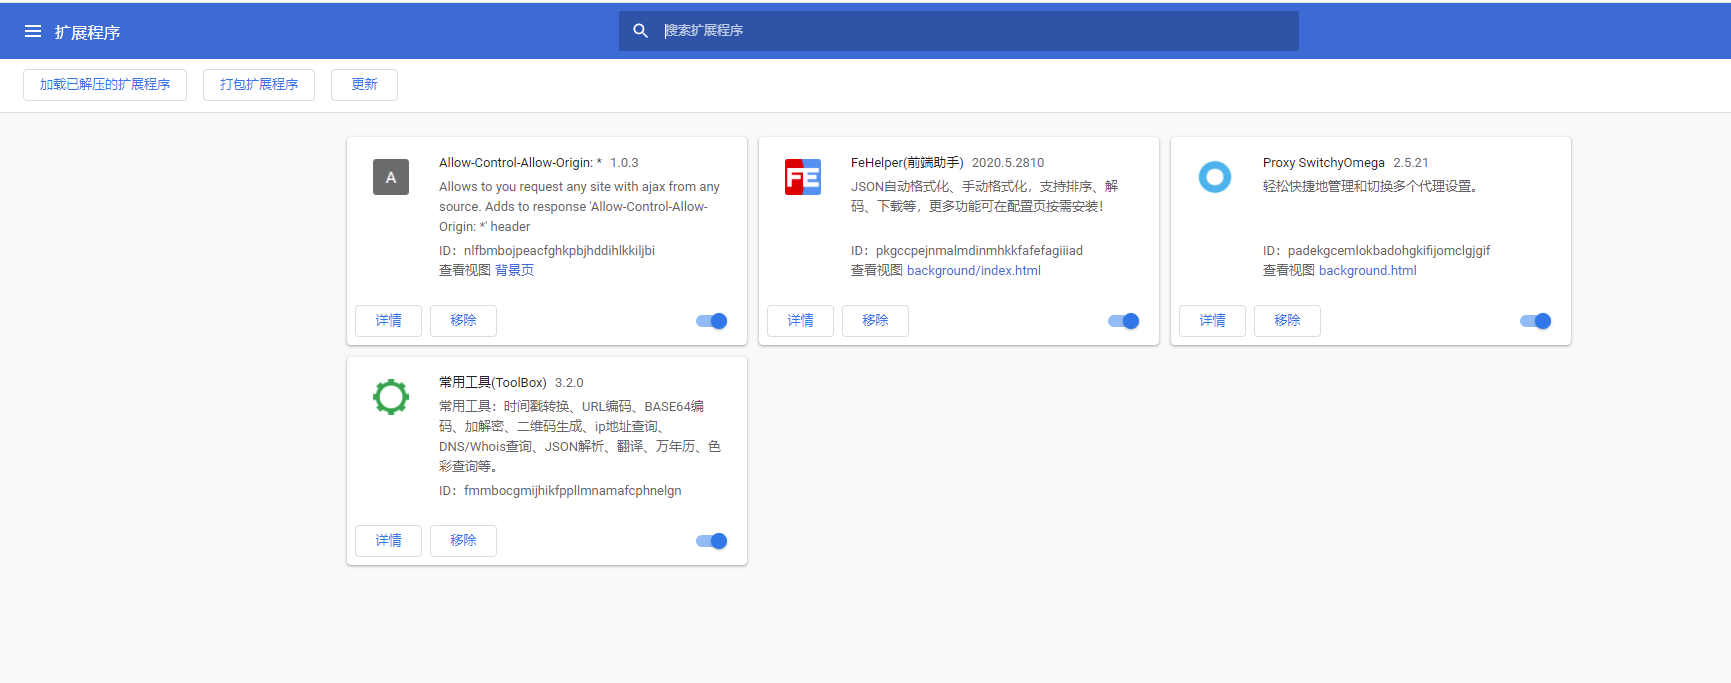 扩展程序
搜索扩展程序
加载已解压的扩展程序
打包扩展程序
更新
A
Allow-Control-Allow-Origin: * 1.0.3
Allows to you request any site with ajax from any
source. Adds to response 'Allow-Control-Allow-
Origin: *' header
ID：nlfbmbojpeacfghkpbjhddihlkkiljbi
查看视图 背景页
详情
移除
FE
FeHelper(前端助手) 2020.5.2810
JSON自动格式化、手动格式化，支持排序、解
码、下载等，更多功能可在配置页按需安装！
ID：pkgccpejnmalmdinmhkkfafefagiiiad
查看视图 background/index.html
详情
移除
Proxy SwitchyOmega 2.5.21
轻松快捷地管理和切换多个代理设置。
ID：padekgcemlokbadohgkifijomclgjgif
查看视图 background.html
详情
移除
常用工具(ToolBox) 3.2.0
常用工具：时间戳转换、URL编码、BASE64编
码、加解密、二维码生成、ip地址查询、
DNS/Whois查询、JSON解析、翻译、万年历、色
彩查询等。
ID：fmmbocgmijhikfppllmnamafcphnelgn
详情
移除